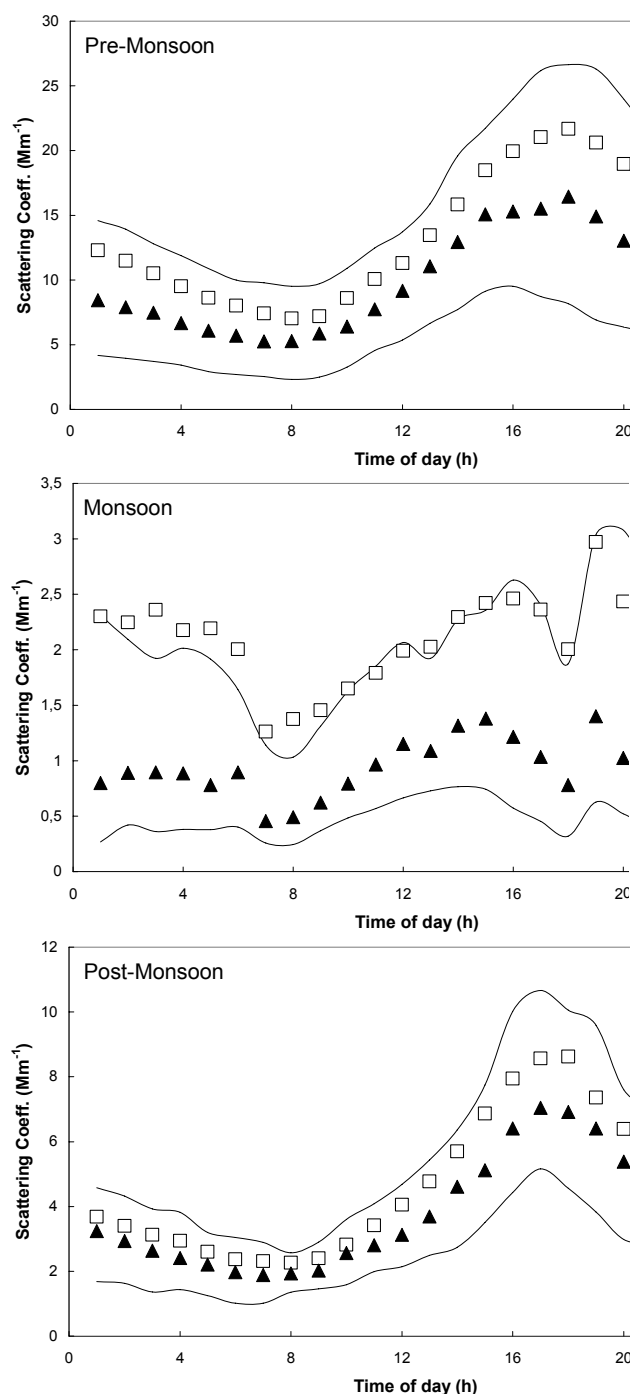 30
Pre-Monsoon
25
20
15
10
5
0
Scattering Coeff. (Mm-1)
0 4 8 12 16 20
Time of day (h)
3,5
Monsoon
3
2,5
2
1,5
1
0,5
0
Scattering Coeff. (Mm-1)
0 4 8 12 16 20
Time of day (h)
12
Post-Monsoon
10
8
6
4
2
0
Scattering Coeff. (Mm-1)
0 4 8 12 16 20
Time of day (h)